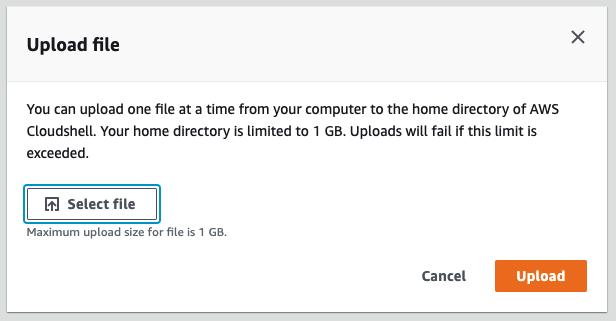 Upload file
You can upload one file at a time from your computer to the home directory of AWS
Cloudshell. Your home directory is limited to 1 GB. Uploads will fail if this limit is
exceeded.
Select file
Maximum upload size for file is 1 GB.
Cancel
Upload